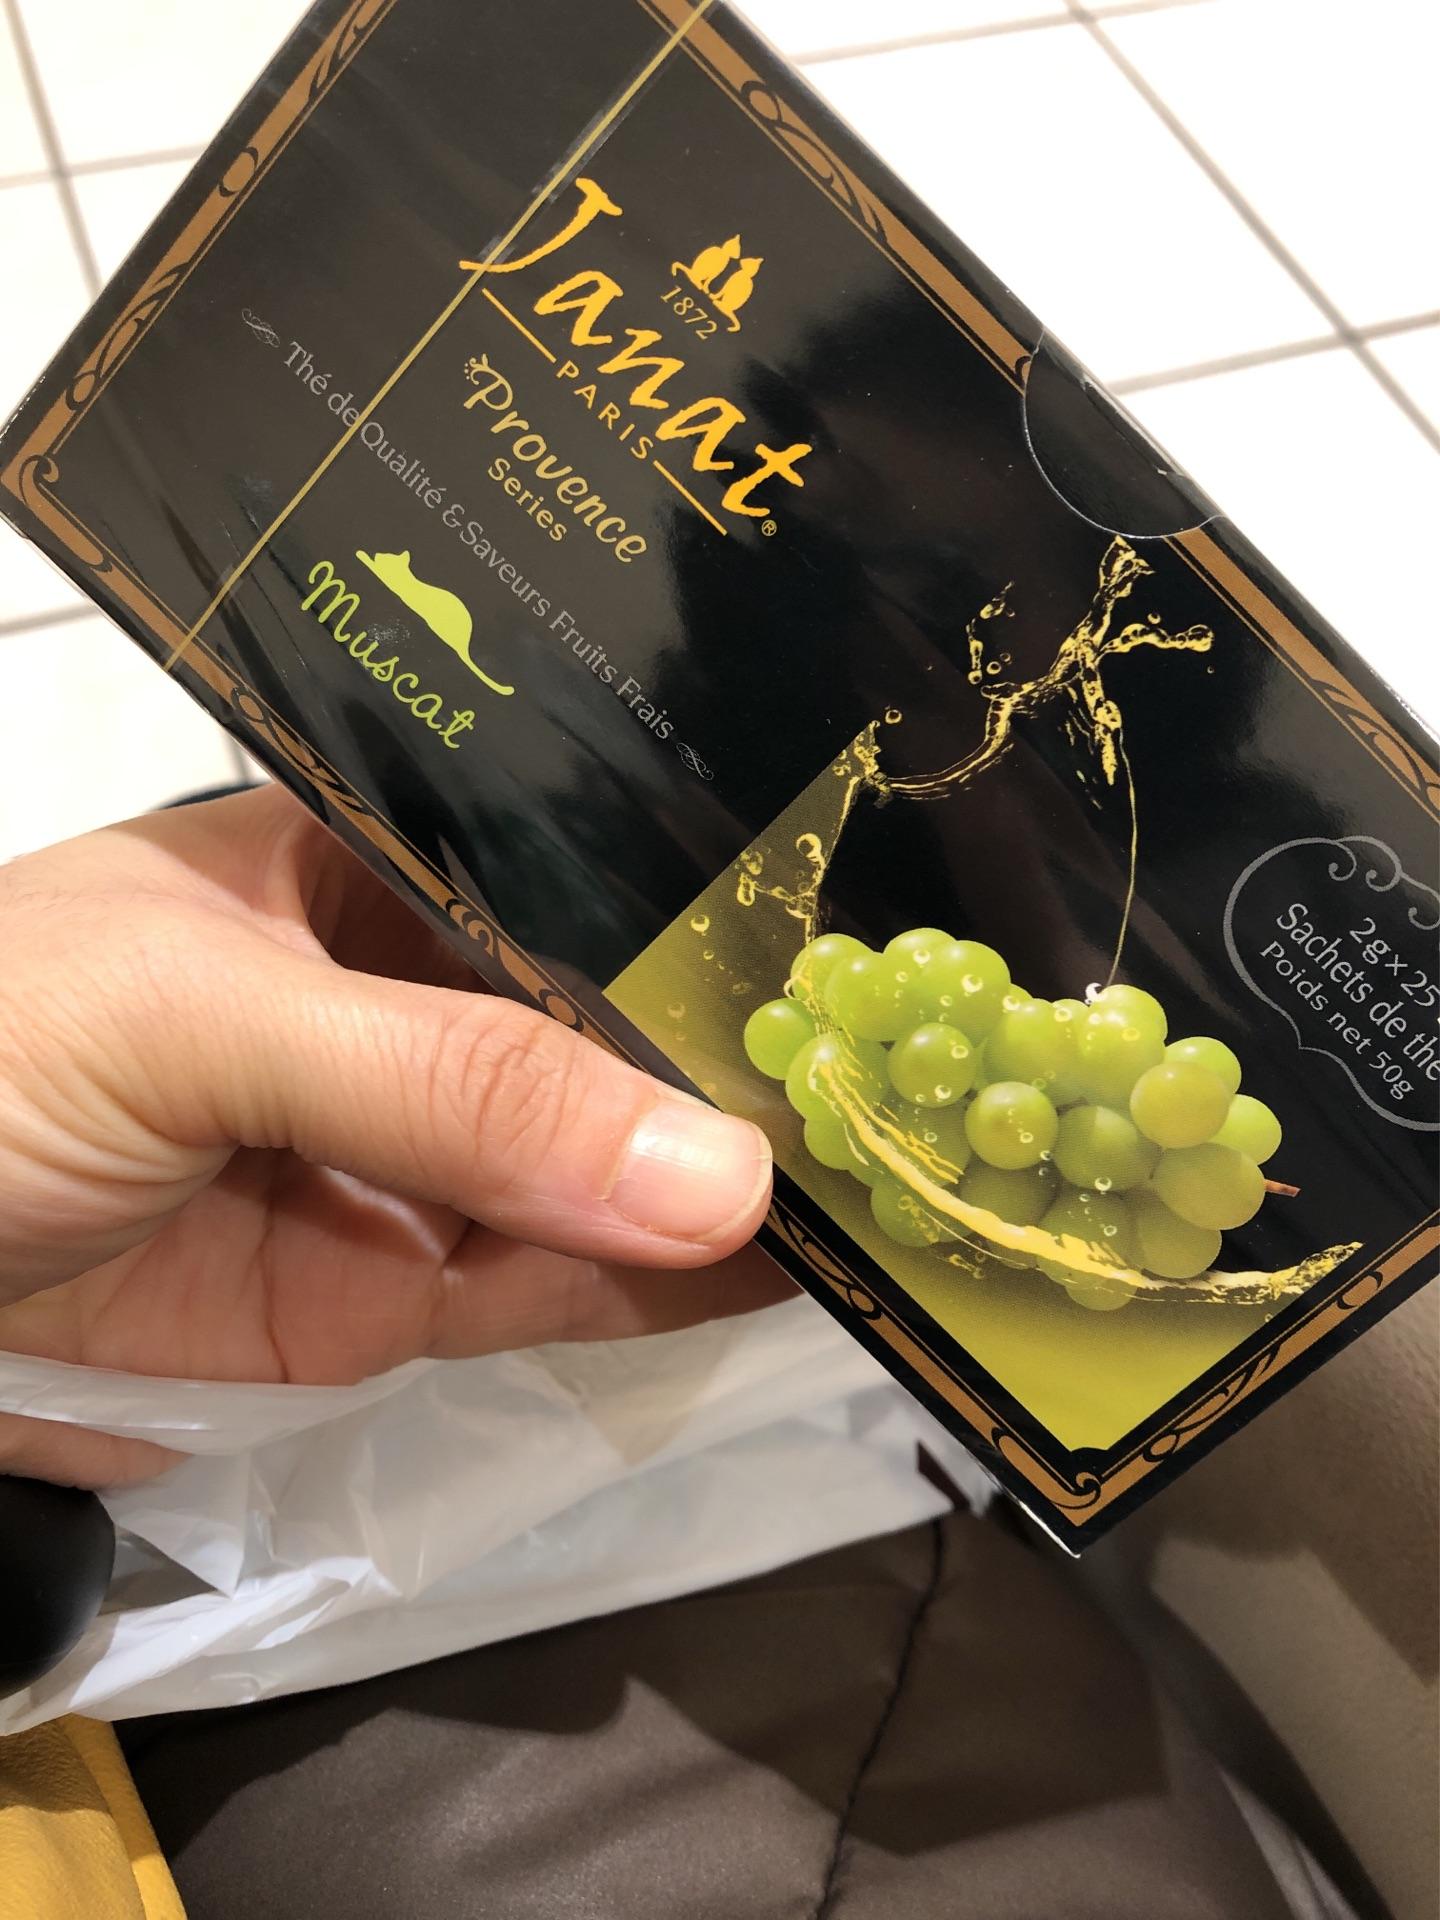 1872
Janat
PARIS
Provence
Series
Thé de Qualité & Saveurs Fruits Frais
Muscat
2g×25
Sachets de thé
Poids net 50g